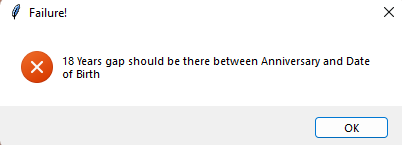 Failure!
18 Years gap should be there between Anniversary and Date
of Birth
OK